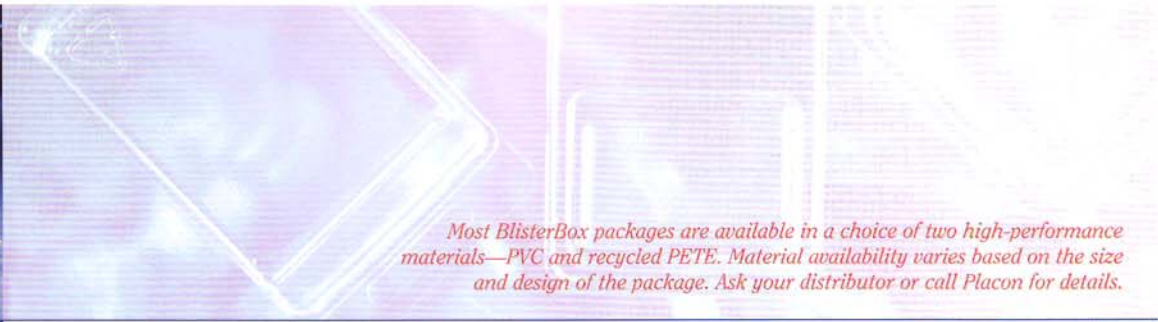 Most BlisterBox packages are available in a choice of two high-performance
materials—PVC and recycled PETE. Material availability varies based on the size
and design of the package. Ask your distributor or call Placon for details.